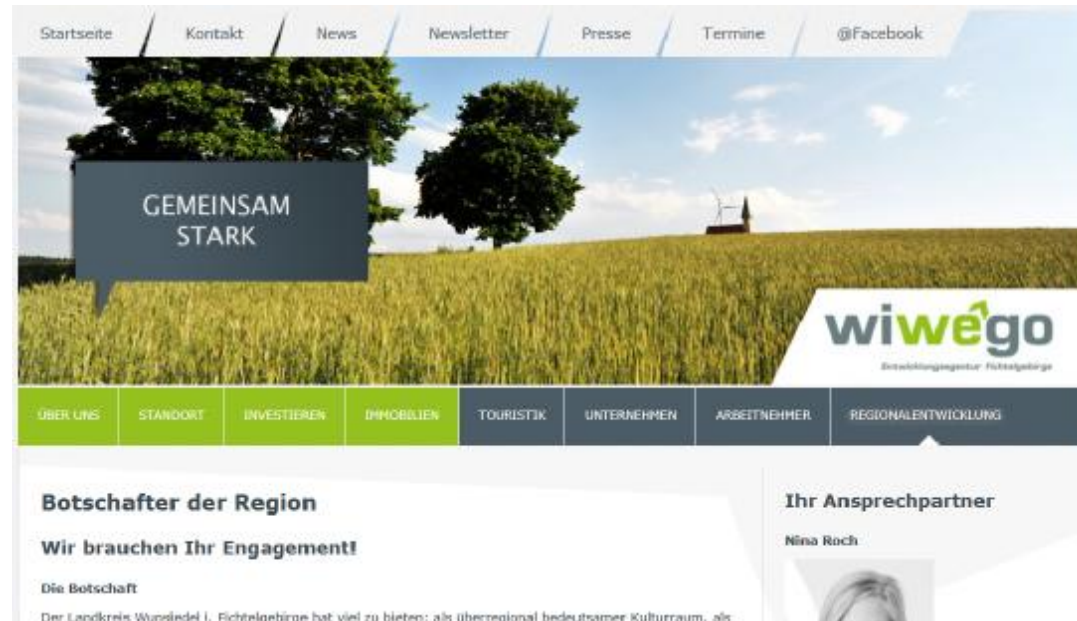 Startseite
Kontakt
News
Newsletter
Presse
Termine
@Facebook
GEMEINSAM
STARK
wiwego
Entwicklungsagentur Fichtelgebirge
ÜBER UNS
STANDORT
INVESTIEREN
IMMOBILIEN
TOURISTIK
UNTERNEHMEN
ARBEITNEHMER
REGIONALENTWICKLUNG
Botschafter der Region
Wir brauchen Ihr Engagement!
Die Botschaft
Der Landkreis Wunsiedel i. Fichtelgebirge hat viel zu bieten: als überregional bedeutsamer Kulturraum, als
Ihr Ansprechpartner
Nina Roch